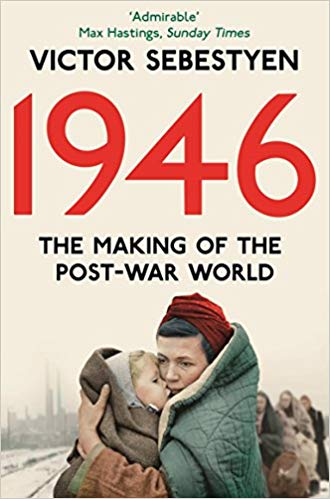 ‘Admirable’
Max Hastings, Sunday Times
VICTOR SEBESTYEN
1946
THE MAKING OF THE
POST-WAR WORLD